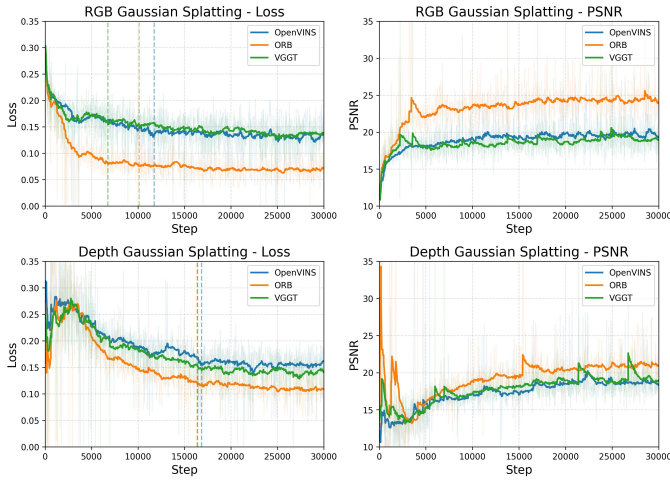 RGB Gaussian Splatting - Loss
0.35
0.30
0.25
0.20
0.15
0.10
0.05
0.00
Loss
0 5000 10000 15000 20000 25000 30000
Step
OpenVINS
ORB
VGGT
RGB Gaussian Splatting - PSNR
35
30
25
20
15
10
PSNR
0 5000 10000 15000 20000 25000 30000
Step
OpenVINS
ORB
VGGT
Depth Gaussian Splatting - Loss
0.35
0.30
0.25
0.20
0.15
0.10
0.05
0.00
Loss
0 5000 10000 15000 20000 25000 30000
Step
OpenVINS
ORB
VGGT
Depth Gaussian Splatting - PSNR
35
30
25
20
15
10
PSNR
0 5000 10000 15000 20000 25000 30000
Step
OpenVINS
ORB
VGGT